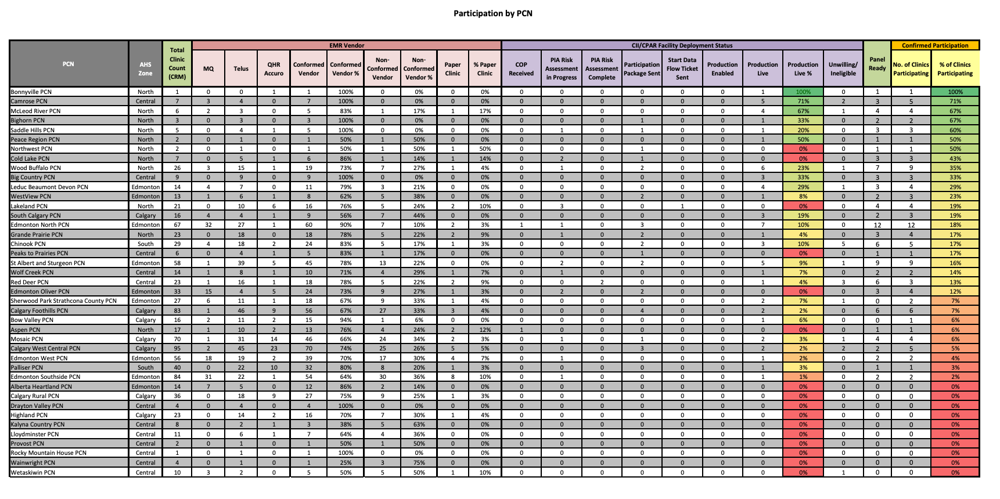 Participation by PCN
EMR Vendor CII/CPAR Facility Deployment Status Confirmed Participation
PCN AHS Zone Total Clinic Count (CRM) MQ Telus QHR Accuro Conformed Vendor Conformed Vendor % Non-Conformed Vendor Non-Conformed Vendor % Paper Clinic % Paper Clinic COP Received PIA Risk Assessment in Progress PIA Risk Assessment Complete Participation Package Sent Start Data Flow Ticket Sent Production Enabled Production Live Production Live % Unwilling/ Ineligible Panel Ready No. of Clinics Participating % of Clinics Participating
Bonnyville PCN North 1 0 0 1 1 100% 0 0% 0 0% 0 0 0 0 0 0 1 100% 0 1 1 100%
Camrose PCN Central 7 3 4 0 7 100% 0 0% 0 0% 0 0 0 0 0 0 5 71% 2 3 5 71%
McLeod River PCN North 6 2 3 0 5 83% 1 17% 1 17% 0 0 0 0 0 0 4 67% 1 4 4 67%
Bighorn PCN North 3 0 3 0 3 100% 0 0% 0 0% 0 0 0 1 0 0 1 33% 0 2 2 67%
Saddle Hills PCN North 5 0 4 1 5 100% 0 0% 0 0% 0 1 0 1 0 0 1 20% 0 3 3 60%
Peace Region PCN North 2 0 1 0 1 50% 1 50% 0 0% 0 0 0 0 0 0 1 50% 0 1 1 50%
Northwest PCN North 2 0 1 0 1 50% 1 50% 1 50% 0 0 0 1 0 0 0 0% 0 1 1 50%
Cold Lake PCN North 7 0 5 1 6 86% 1 14% 1 14% 0 2 0 1 0 0 0 0% 0 3 3 43%
Wood Buffalo PCN North 26 3 15 1 19 73% 7 27% 1 4% 0 1 0 2 0 0 6 23% 1 7 9 35%
Big Country PCN Central 9 0 9 0 9 100% 0 0% 0 0% 0 0 0 0 0 0 3 33% 0 3 3 33%
Leduc Beaumont Devon PCN Edmonton 14 4 7 0 11 79% 3 21% 0 0% 0 0 0 0 0 0 4 29% 1 3 4 29%
WestView PCN Edmonton 13 1 6 1 8 62% 5 38% 0 0% 0 0 0 2 0 0 1 8% 0 2 3 23%
Lakeland PCN North 21 0 10 6 16 76% 5 24% 2 10% 0 3 0 0 1 0 0 0% 0 4 4 19%
South Calgary PCN Calgary 16 4 4 1 9 56% 7 44% 0 0% 0 0 0 0 0 0 3 19% 0 2 3 19%
Edmonton North PCN Edmonton 67 32 27 1 60 90% 7 10% 2 3% 1 1 0 3 0 0 7 10% 0 12 12 18%
Grande Prairie PCN North 23 0 18 0 18 78% 5 22% 2 9% 0 1 0 2 0 0 1 4% 0 3 4 17%
Chinook PCN South 29 4 18 2 24 83% 5 17% 1 3% 0 0 0 2 0 0 3 10% 5 6 5 17%
Peaks to Prairies PCN Central 6 0 4 1 5 83% 1 17% 0 0% 0 0 0 1 0 0 0 0% 0 1 1 17%
St Albert and Sturgeon PCN Edmonton 58 1 39 5 45 78% 13 22% 0 0% 0 2 0 2 0 0 5 9% 1 9 9 16%
Wolf Creek PCN Central 14 1 8 1 10 71% 4 29% 1 7% 0 1 0 0 0 0 1 7% 0 2 2 14%
Red Deer PCN Central 23 1 16 1 18 78% 5 22% 2 9% 0 0 2 0 0 0 1 4% 3 6 3 13%
Edmonton Oliver PCN Edmonton 33 15 4 5 24 73% 9 27% 1 3% 0 2 0 2 0 0 0 0% 0 3 4 12%
Sherwood Park Strathcona County PCN Edmonton 27 6 11 1 18 67% 9 33% 1 4% 0 0 0 0 0 0 2 7% 1 0 2 7%
Calgary Foothills PCN Calgary 83 1 46 9 56 67% 27 33% 3 4% 0 0 0 4 0 0 2 2% 0 6 6 7%
Bow Valley PCN Calgary 16 2 11 2 15 94% 1 6% 0 0% 0 0 0 0 0 0 1 6% 0 0 1 6%
Aspen PCN North 17 1 10 2 13 76% 4 24% 2 12% 1 0 0 0 0 0 0 0% 0 1 1 6%
Mosaic PCN Calgary 70 1 31 14 46 66% 24 34% 2 3% 0 1 0 1 0 0 2 3% 1 4 4 6%
Calgary West Central PCN Calgary 95 2 45 23 70 74% 25 26% 5 5% 0 0 0 3 0 0 2 2% 2 2 5 5%
Edmonton West PCN Edmonton 56 18 19 2 39 70% 17 30% 4 7% 0 1 0 0 0 0 1 2% 0 2 2 4%
Palliser PCN South 40 0 22 10 32 80% 8 20% 1 3% 0 0 0 0 0 0 1 3% 0 1 1 3%
Edmonton Southside PCN Edmonton 84 31 22 1 54 64% 30 36% 8 10% 0 1 0 0 0 0 1 1% 0 2 2 2%
Alberta Heartland PCN Edmonton 14 7 5 0 12 86% 2 14% 0 0% 0 0 0 0 0 0 0 0% 0 0 0 0%
Calgary Rural PCN Calgary 36 0 18 9 27 75% 9 25% 1 3% 0 0 0 0 0 0 0 0% 0 0 0 0%
Drayton Valley PCN Central 4 0 4 0 4 100% 0 0% 0 0% 0 0 0 0 0 0 0 0% 0 0 0 0%
Highland PCN Calgary 23 0 14 2 16 70% 7 30% 1 4% 0 0 0 0 0 0 0 0% 0 0 0 0%
Kalyna Country PCN Central 8 0 2 1 3 38% 5 63% 0 0% 0 0 0 0 0 0 0 0% 0 0 0 0%
Lloydminster PCN Central 11 0 6 1 7 64% 4 36% 0 0% 0 0 0 0 0 0 0 0% 0 0 0 0%
Provost PCN Central 2 0 1 0 1 50% 1 50% 0 0% 0 0 0 0 0 0 0 0% 0 0 0 0%
Rocky Mountain House PCN Central 1 0 1 0 1 100% 0 0% 0 0% 0 0 0 0 0 0 0 0% 0 0 0 0%
Wainwright PCN Central 4 0 1 0 1 25% 3 75% 0 0% 0 0 0 0 0 0 0 0% 0 0 0 0%
Wetaskiwin PCN Central 10 3 2 0 5 50% 5 50% 1 10% 0 0 0 0 0 0 0 0% 1 0 0 0%